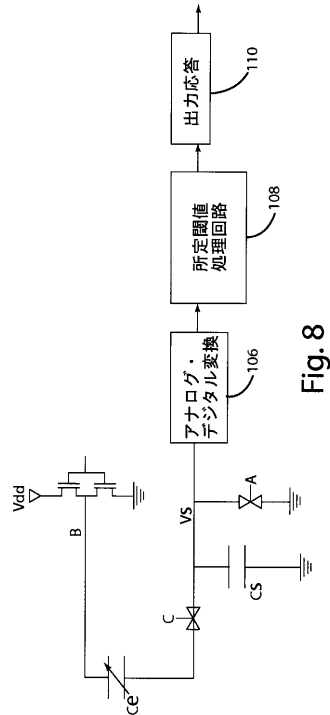 Vdd
B
Ce
C
CS
VS
A
アナログ・
デジタル変換
106
所定閾値
処理回路
108
出力応答
110
Fig. 8